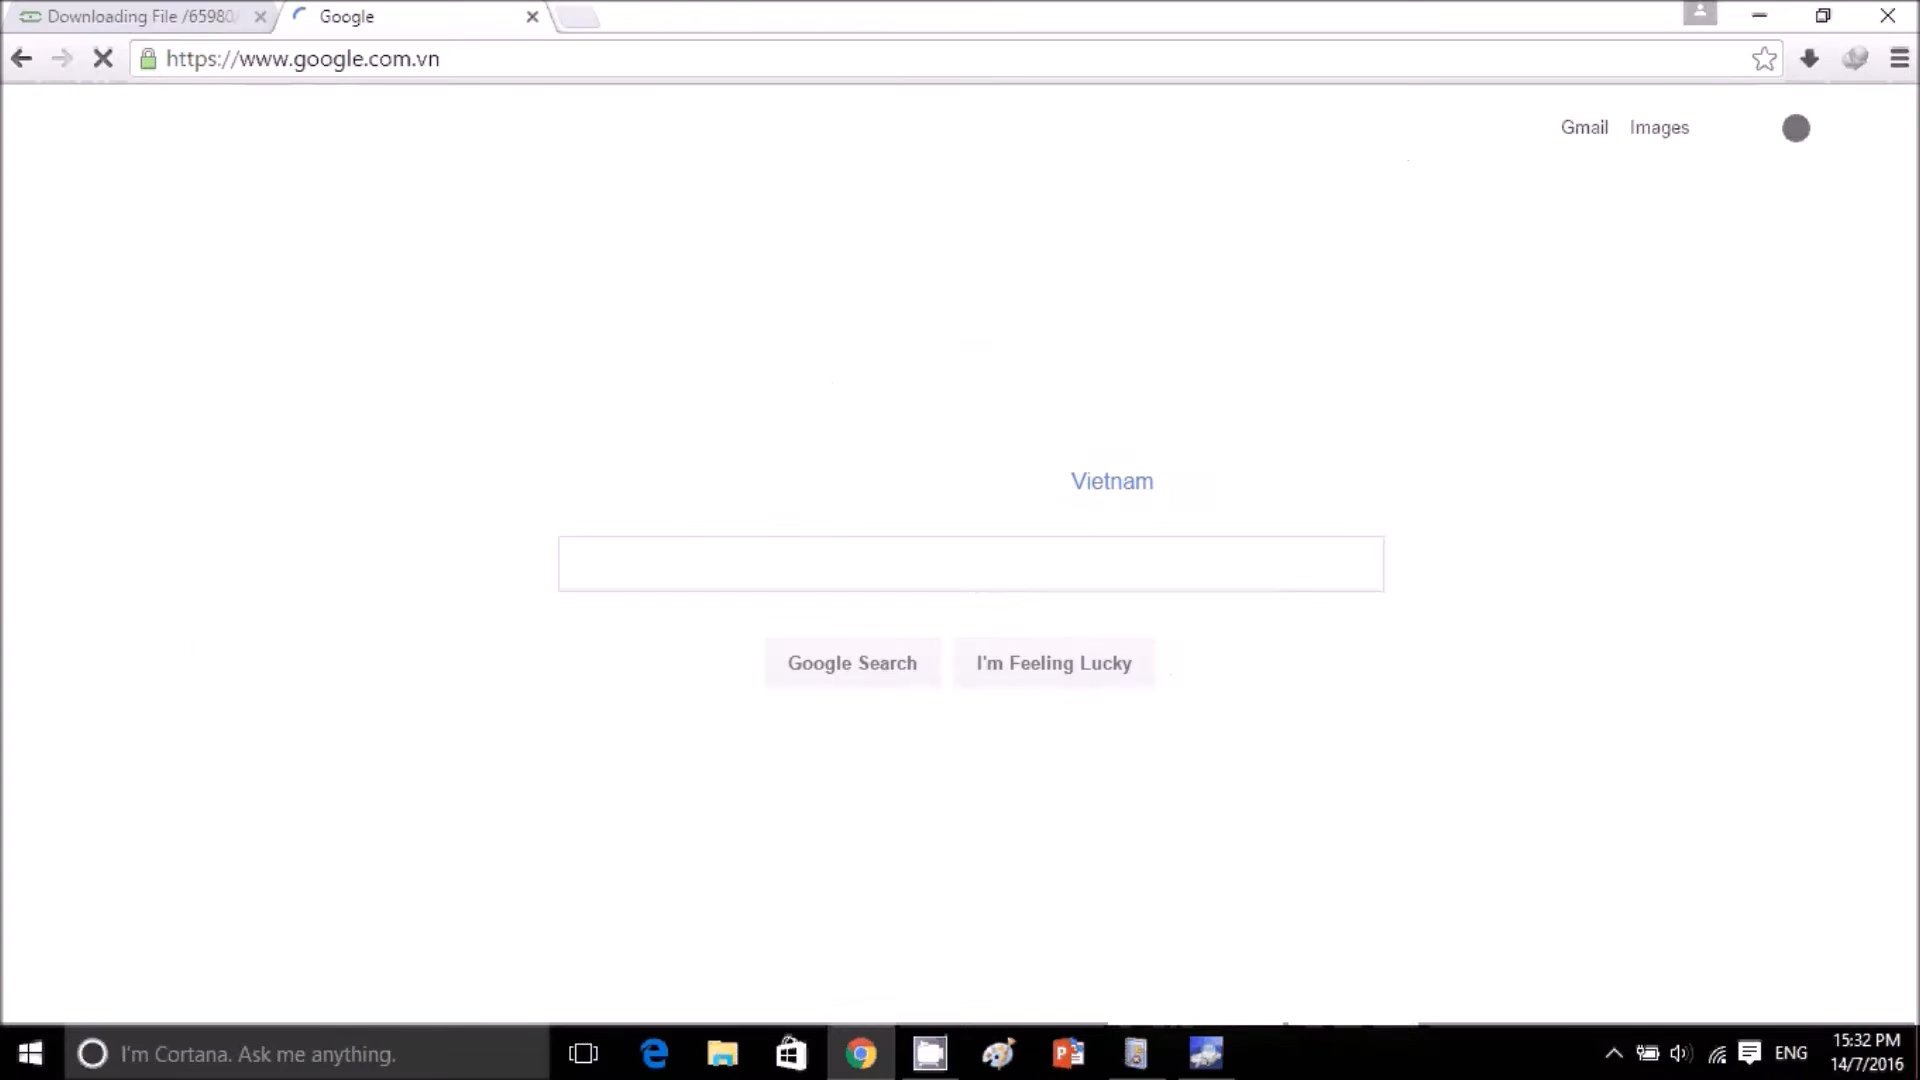 Downloading File /65980
Google
https://www.google.com.vn
Gmail Images
Vietnam
Google Search I'm Feeling Lucky
I'm Cortana. Ask me anything.
ENG
15:32 PM
14/7/2016